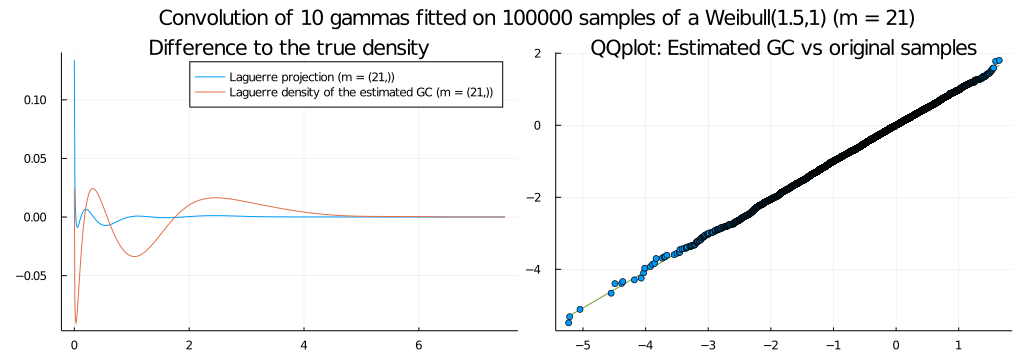 Convolution of 10 gammas fitted on 100000 samples of a Weibull(1.5,1) (m = 21)
Difference to the true density
Laguerre projection (m = (21,))
Laguerre density of the estimated GC (m = (21,))
0.10
0.05
0.00
−0.05
0 2 4 6
QQplot: Estimated GC vs original samples
2
0
−2
−4
−5 −4 −3 −2 −1 0 1